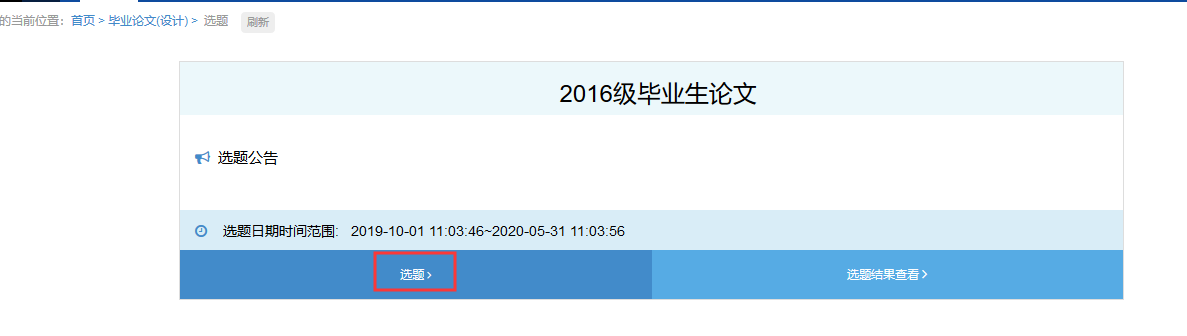 的当前位置：首页 > 毕业论文(设计) > 选题 刷新
2016级毕业生论文
选题公告
选题日期时间范围: 2019-10-01 11:03:46~2020-05-31 11:03:56
选题 >
选题结果查看 >